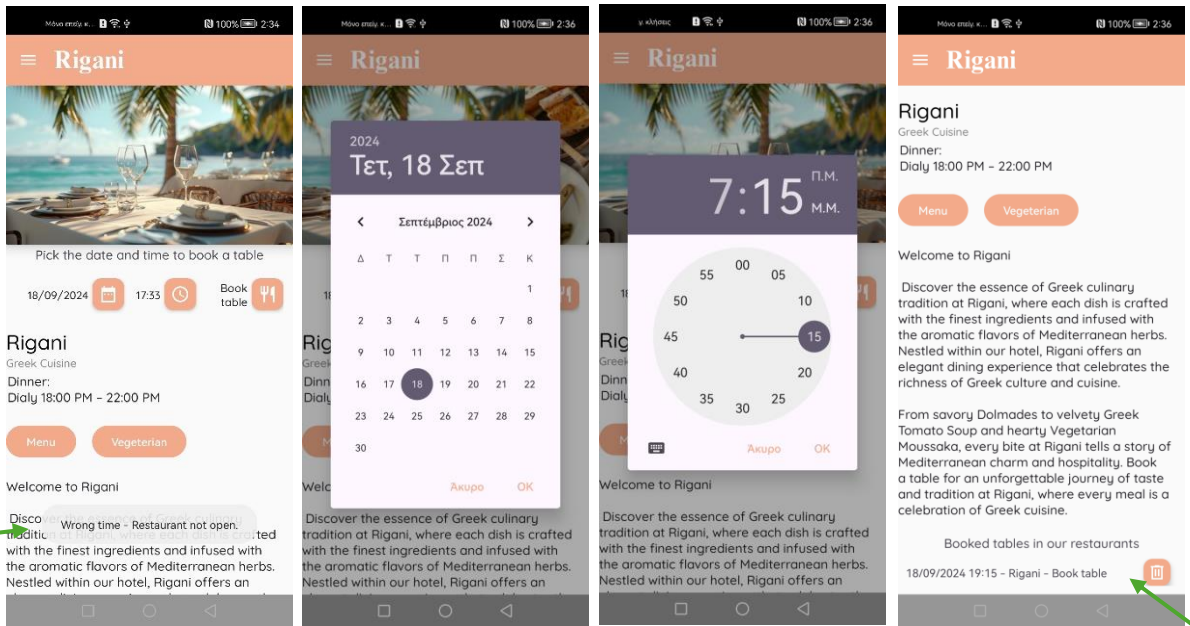 Μόνο επείγ. κ... 100% 2:34
Rigani
Pick the date and time to book a table
18/09/2024 17:33 Book table
Rigani
Greek Cuisine
Dinner:
Dialy 18:00 PM – 22:00 PM
Menu Vegeterian
Welcome to Rigani
Wrong time - Restaurant not open.
with the finest ingredients and infused with
the aromatic flavors of Mediterranean herbs.
Nestled within our hotel, Rigani offers an
Μόνο επείγ. κ... 100% 2:36
Rigani
2024
Τετ, 18 Σεπ
Σεπτέμβριος 2024
Δ Τ Τ Π Π Σ Κ
1
2 3 4 5 6 7 8
9 10 11 12 13 14 15
16 17 18 19 20 21 22
23 24 25 26 27 28 29
30
Άκυρο OK
Discover the essence of Greek culinary
tradition at Rigani, where each dish is crafted
with the finest ingredients and infused with
the aromatic flavors of Mediterranean herbs.
Nestled within our hotel, Rigani offers an
γ. κλήσεις 100% 2:36
Rigani
7:15 Π.Μ.
Μ.Μ.
00
55 05
50 10
45 15
40 20
35 25
30
Άκυρο OK
Welcome to Rigani
Discover the essence of Greek culinary
tradition at Rigani, where each dish is crafted
with the finest ingredients and infused with
the aromatic flavors of Mediterranean herbs.
Nestled within our hotel, Rigani offers an
Μόνο επείγ. κ... 100% 2:36
Rigani
Rigani
Greek Cuisine
Dinner:
Dialy 18:00 PM – 22:00 PM
Menu Vegeterian
Welcome to Rigani
Discover the essence of Greek culinary
tradition at Rigani, where each dish is crafted
with the finest ingredients and infused with
the aromatic flavors of Mediterranean herbs.
Nestled within our hotel, Rigani offers an
elegant dining experience that celebrates the
richness of Greek culture and cuisine.
From savory Dolmades to velvety Greek
Tomato Soup and hearty Vegetarian
Moussaka, every bite at Rigani tells a story of
Mediterranean charm and hospitality. Book
a table for an unforgettable journey of taste
and tradition at Rigani, where every meal is a
celebration of Greek cuisine.
Booked tables in our restaurants
18/09/2024 19:15 - Rigani - Book table